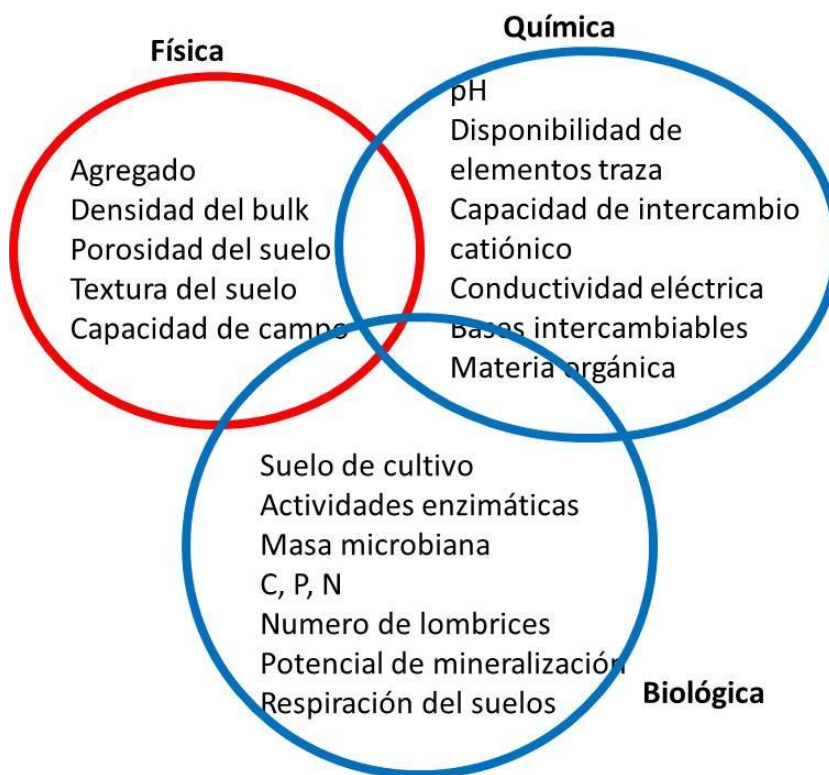 Física
Agregado
Densidad del bulk
Porosidad del suelo
Textura del suelo
Capacidad de campo
Química
pH
Disponibilidad de
elementos traza
Capacidad de intercambio
catiónico
Conductividad eléctrica
Bases intercambiables
Materia orgánica
Suelo de cultivo
Actividades enzimáticas
Masa microbiana
C, P, N
Numero de lombrices
Potencial de mineralización
Respiración del suelos
Biológica